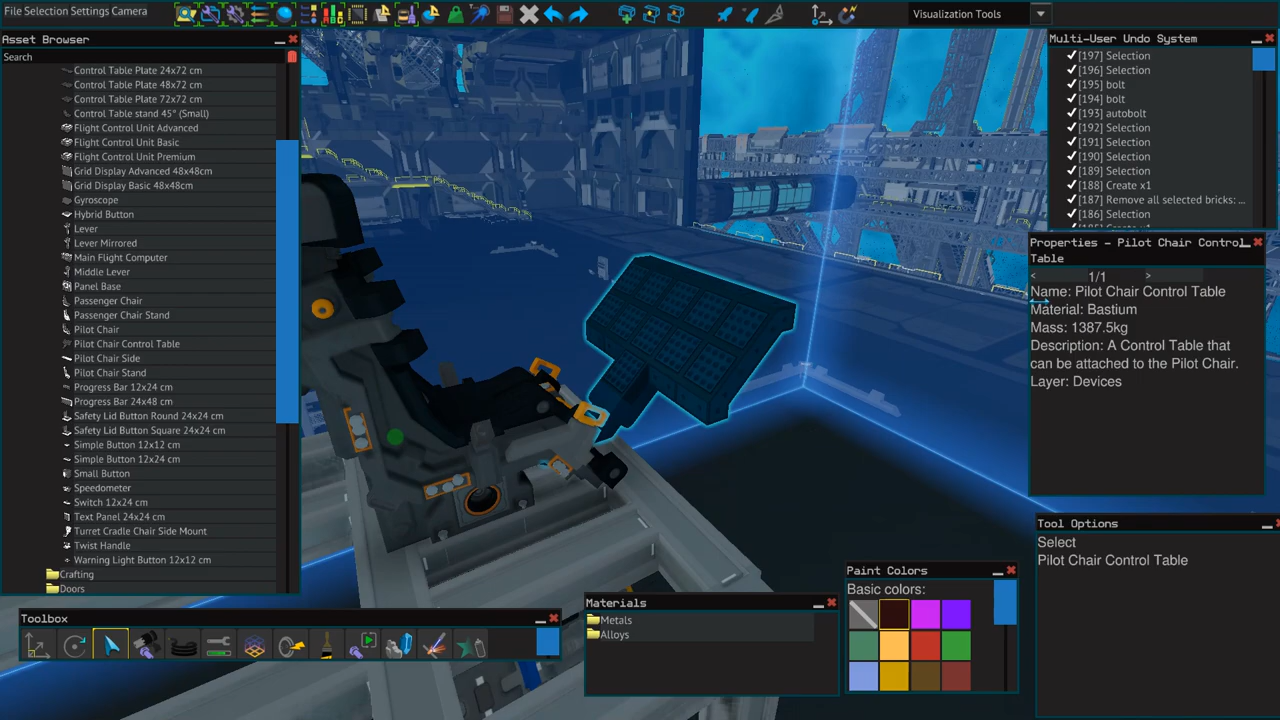 File Selection Settings Camera
Visualization Tools
Asset Browser
Search
Control Table Plate 24x72 cm
Control Table Plate 48x72 cm
Control Table Plate 72x72 cm
Control Table stand 45° (Small)
Flight Control Unit Advanced
Flight Control Unit Basic
Flight Control Unit Premium
Grid Display Advanced 48x48cm
Grid Display Basic 48x48cm
Gyroscope
Hybrid Button
Lever
Lever Mirrored
Main Flight Computer
Middle Lever
Panel Base
Passenger Chair
Passenger Chair Stand
Pilot Chair
Pilot Chair Control Table
Pilot Chair Side
Pilot Chair Stand
Progress Bar 12x24 cm
Progress Bar 24x48 cm
Safety Lid Button Round 24x24 cm
Safety Lid Button Square 24x24 cm
Simple Button 12x12 cm
Simple Button 12x24 cm
Small Button
Speedometer
Switch 12x24 cm
Text Panel 24x24 cm
Turret Cradle Chair Side Mount
Twist Handle
Warning Light Button 12x12 cm
Crafting
Doors
Multi-User Undo System
[197] Selection
[196] Selection
[195] bolt
[194] bolt
[193] autobolt
[192] Selection
[191] Selection
[190] Selection
[189] Selection
[188] Create x1
[187] Remove all selected bricks: ...
[186] Selection
Properties - Pilot Chair Control
Table
< 1/1 >
Name: Pilot Chair Control Table
Material: Bastium
Mass: 1387.5kg
Description: A Control Table that
can be attached to the Pilot Chair.
Layer: Devices
Tool Options
Select
Pilot Chair Control Table
Paint Colors
Basic colors:
Materials
Metals
Alloys
Toolbox